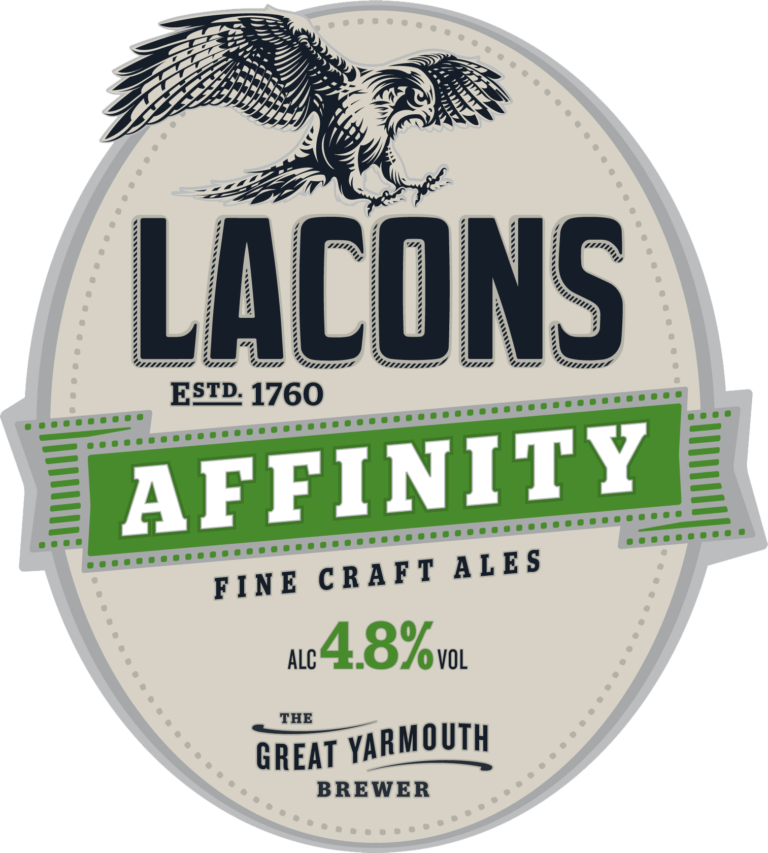 LACONS
ESTD. 1760
AFFINITY
FINE CRAFT ALES
ALC 4.8% VOL
THE
GREAT YARMOUTH
BREWER